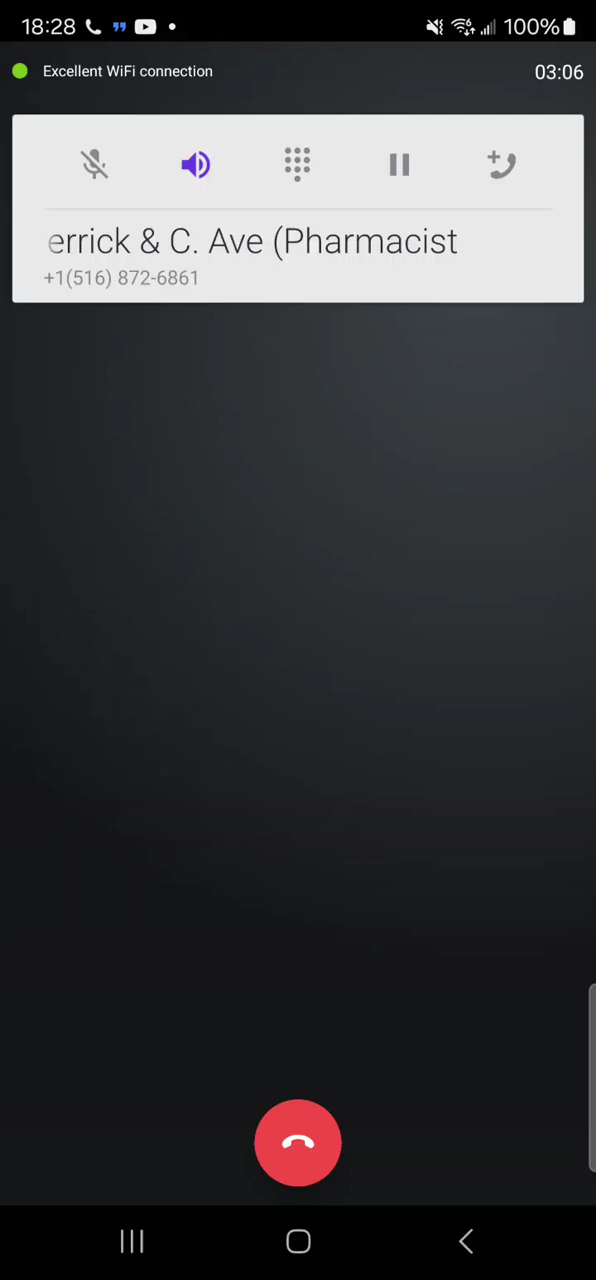 18:28 100%
Excellent WiFi connection 03:06
errick & C. Ave (Pharmacist
+1(516) 872-6861